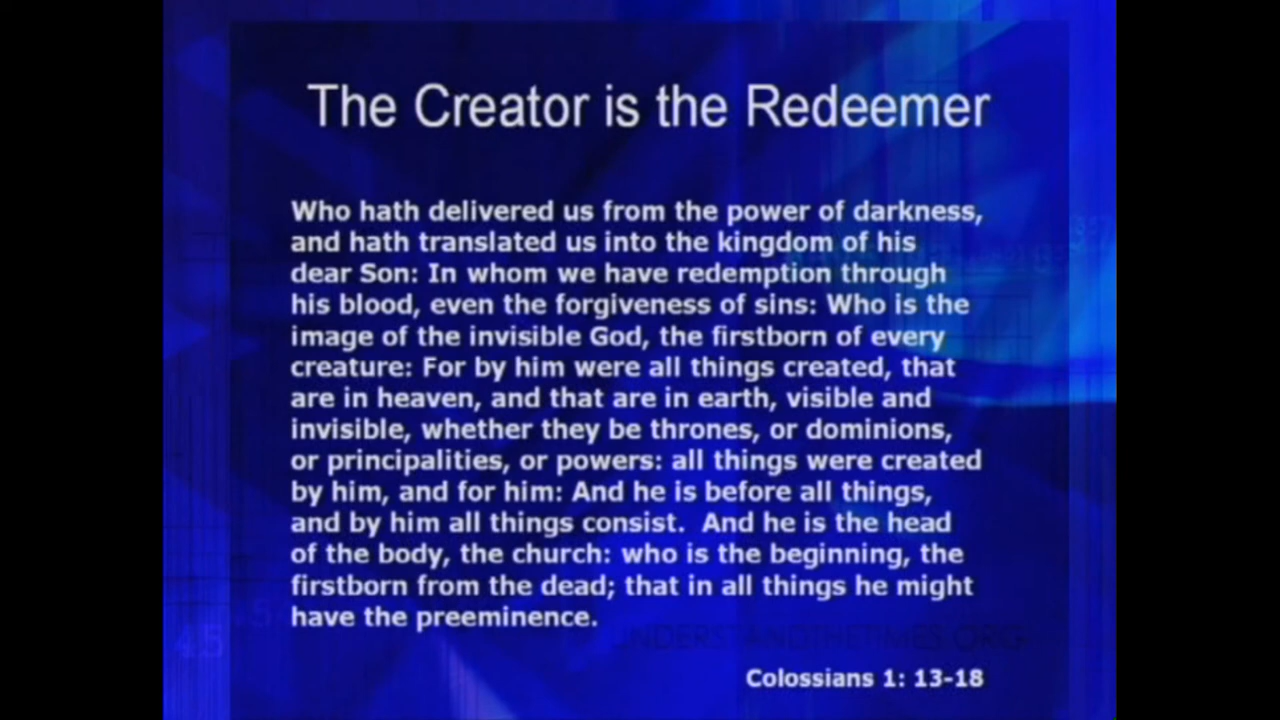 The Creator is the Redeemer
Who hath delivered us from the power of darkness,
and hath translated us into the kingdom of his
dear Son: In whom we have redemption through
his blood, even the forgiveness of sins: Who is the
image of the invisible God, the firstborn of every
creature: For by him were all things created, that
are in heaven, and that are in earth, visible and
invisible, whether they be thrones, or dominions,
or principalities, or powers: all things were created
by him, and for him: And he is before all things,
and by him all things consist.  And he is the head
of the body, the church: who is the beginning, the
firstborn from the dead; that in all things he might
have the preeminence.
UNDERSTANDTHETIMES.ORG
45
Colossians 1: 13-18